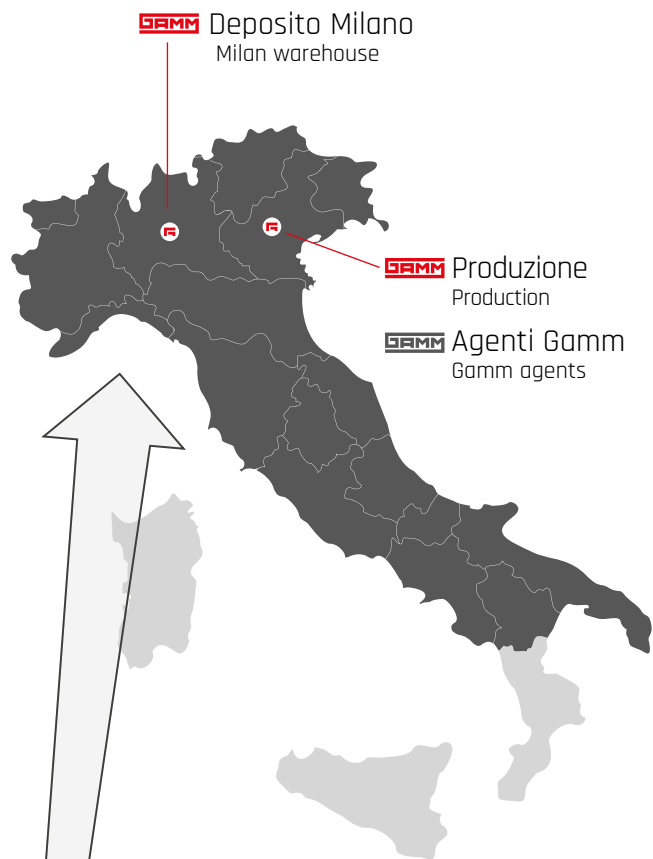 GAMM Deposito Milano
Milan warehouse
GAMM Produzione
Production
GAMM Agenti Gamm
Gamm agents